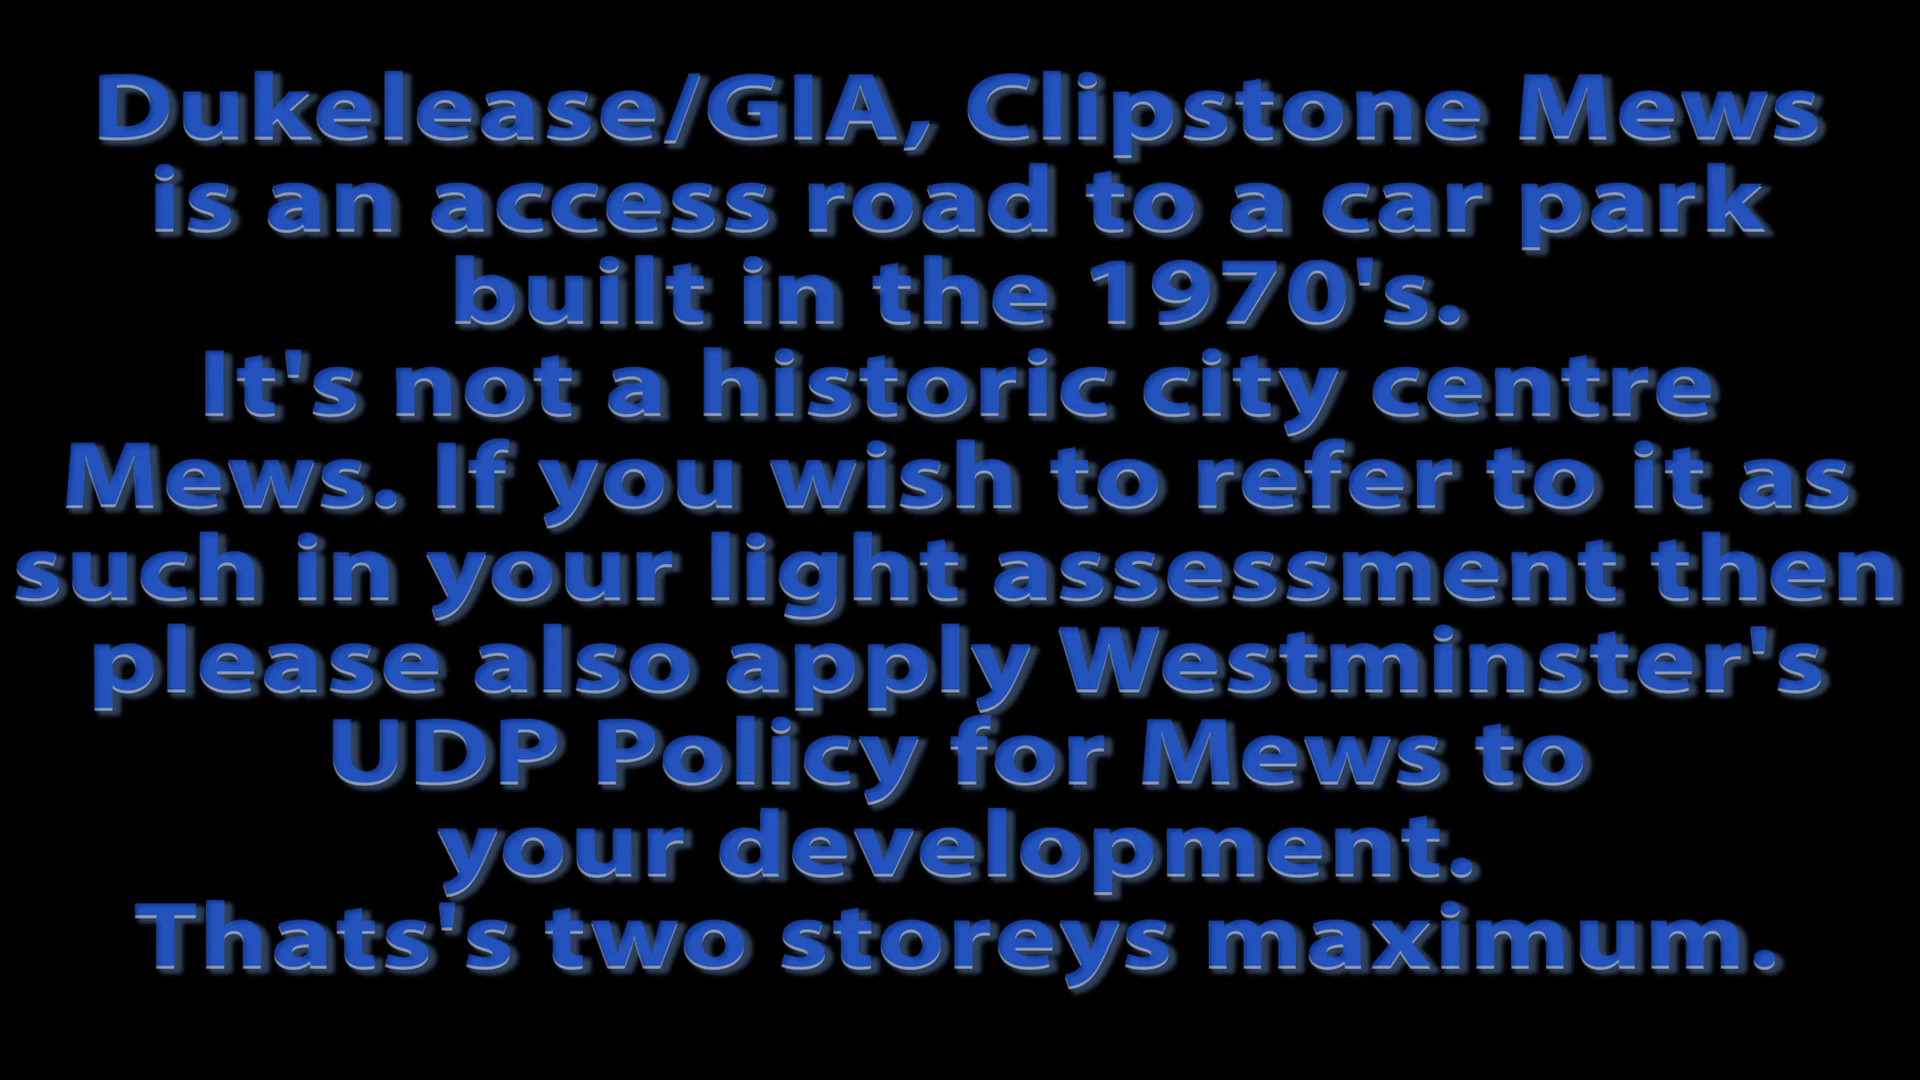 Dukelease/GIA, Clipstone Mews
is an access road to a car park
built in the 1970's.
It's not a historic city centre
Mews. If you wish to refer to it as
such in your light assessment then
please also apply Westminster's
UDP Policy for Mews to
your development.
Thats's two storeys maximum.